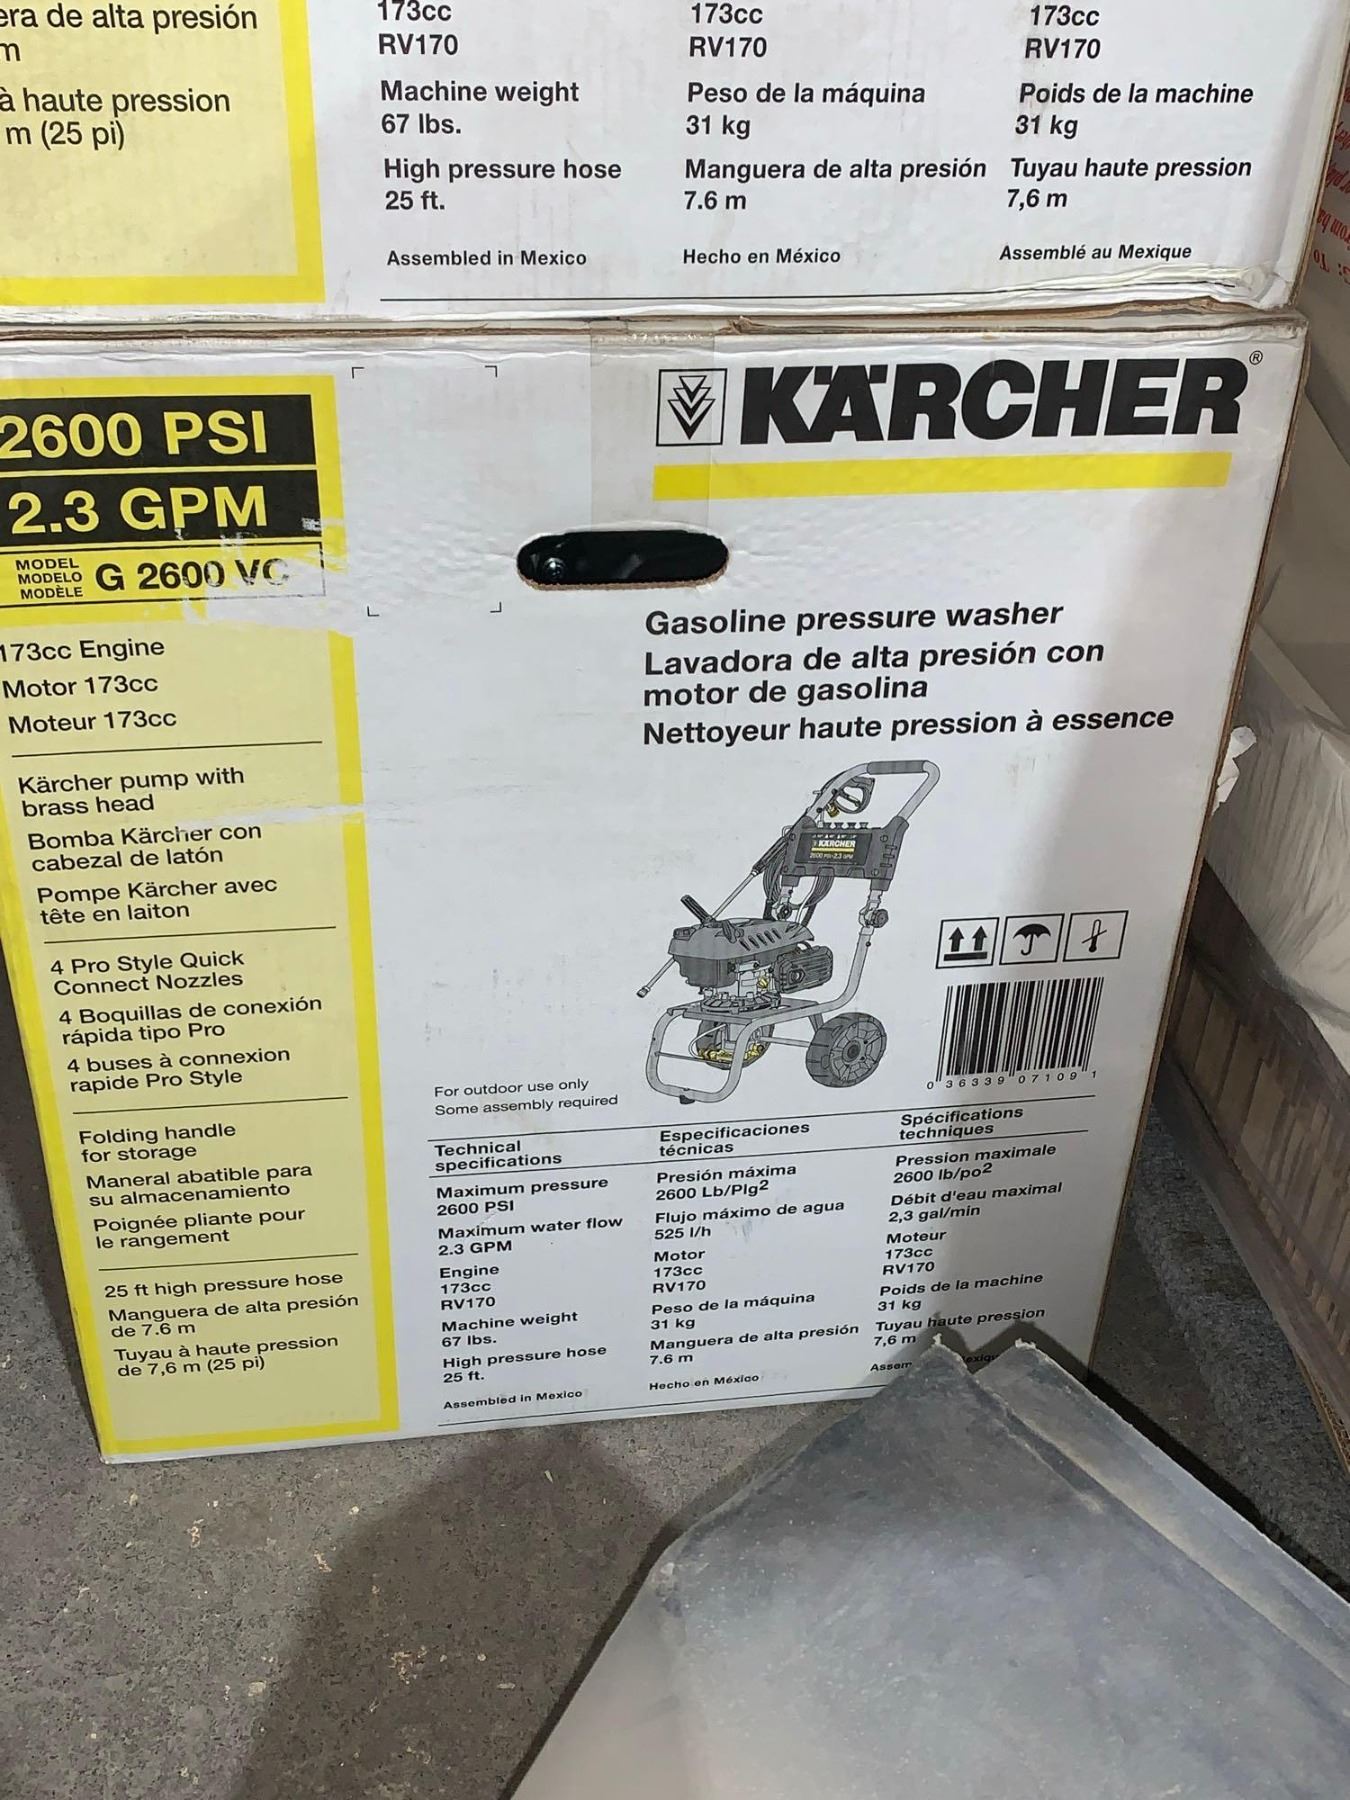 era de alta presión
m
à haute pression
m (25 pi)
173cc
RV170
Machine weight
67 lbs.
High pressure hose
25 ft.
Assembled in Mexico
173cc
RV170
Peso de la máquina
31 kg
Manguera de alta presión
7.6 m
Hecho en México
173cc
RV170
Poids de la machine
31 kg
Tuyau haute pression
7,6 m
Assemblé au Mexique
2600 PSI
2.3 GPM
MODEL
MODELO
MODÈLE
G 2600 VC
173cc Engine
Motor 173cc
Moteur 173cc
Kärcher pump with
brass head
Bomba Kärcher con
cabezal de latón
Pompe Kärcher avec
tête en laiton
4 Pro Style Quick
Connect Nozzles
4 Boquillas de conexión
rápida tipo Pro
4 buses à connexion
rapide Pro Style
Folding handle
for storage
Maneral abatible para
su almacenamiento
Poignée pliante pour
le rangement
25 ft high pressure hose
Manguera de alta presión
de 7.6 m
Tuyau à haute pression
de 7,6 m (25 pi)
KÄRCHER®
Gasoline pressure washer
Lavadora de alta presión con
motor de gasolina
Nettoyeur haute pression à essence
KÄRCHER
2600 PSI-2.3 GPM
0 36339 07109 1
For outdoor use only
Some assembly required
Technical
specifications
Maximum pressure
2600 PSI
Maximum water flow
2.3 GPM
Engine
173cc
RV170
Machine weight
67 lbs.
High pressure hose
25 ft.
Assembled in Mexico
Especificaciones
técnicas
Presión máxima
2600 Lb/Plg2
Flujo máximo de agua
525 l/h
Motor
173cc
RV170
Peso de la máquina
31 kg
Manguera de alta presión
7.6 m
Hecho en México
Spécifications
techniques
Pression maximale
2600 lb/po2
Débit d'eau maximal
2,3 gal/min
Moteur
173cc
RV170
Poids de la machine
31 kg
Tuyau haute pression
7,6 m
Assem